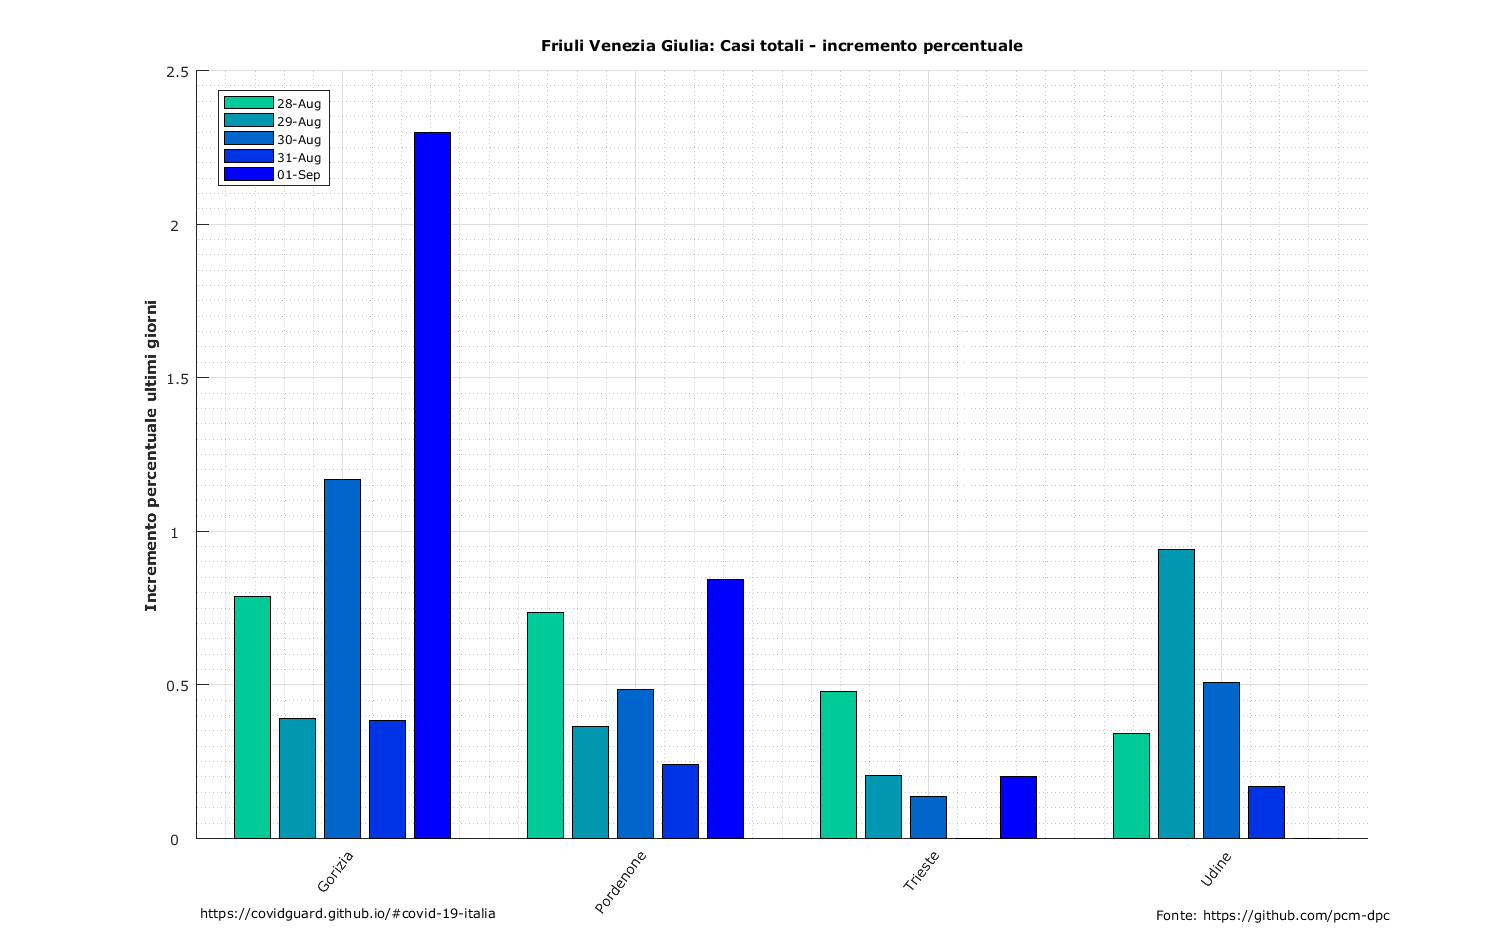 Friuli Venezia Giulia: Casi totali - incremento percentuale
2.5
2
1.5
1
0.5
0
Incremento percentuale ultimi giorni
28-Aug
29-Aug
30-Aug
31-Aug
01-Sep
Gorizia
Pordenone
Trieste
Udine
https://covidguard.github.io/#covid-19-italia
Fonte: https://github.com/pcm-dpc